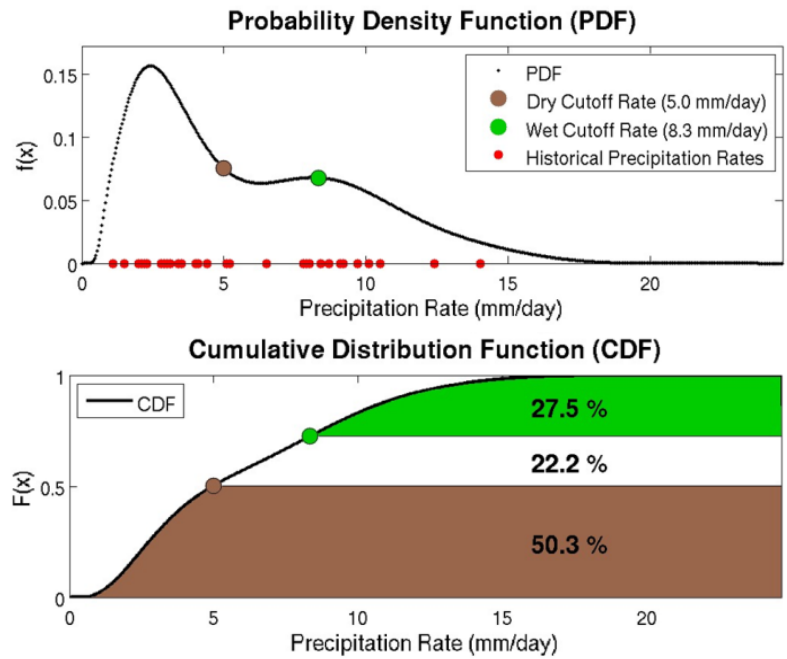 Probability Density Function (PDF)
f(x)
0.15
0.1
0.05
0
PDF
Dry Cutoff Rate (5.0 mm/day)
Wet Cutoff Rate (8.3 mm/day)
Historical Precipitation Rates
0 5 10 15 20
Precipitation Rate (mm/day)
Cumulative Distribution Function (CDF)
F(x)
1
0.5
0
CDF
27.5 %
22.2 %
50.3 %
0 5 10 15 20
Precipitation Rate (mm/day)